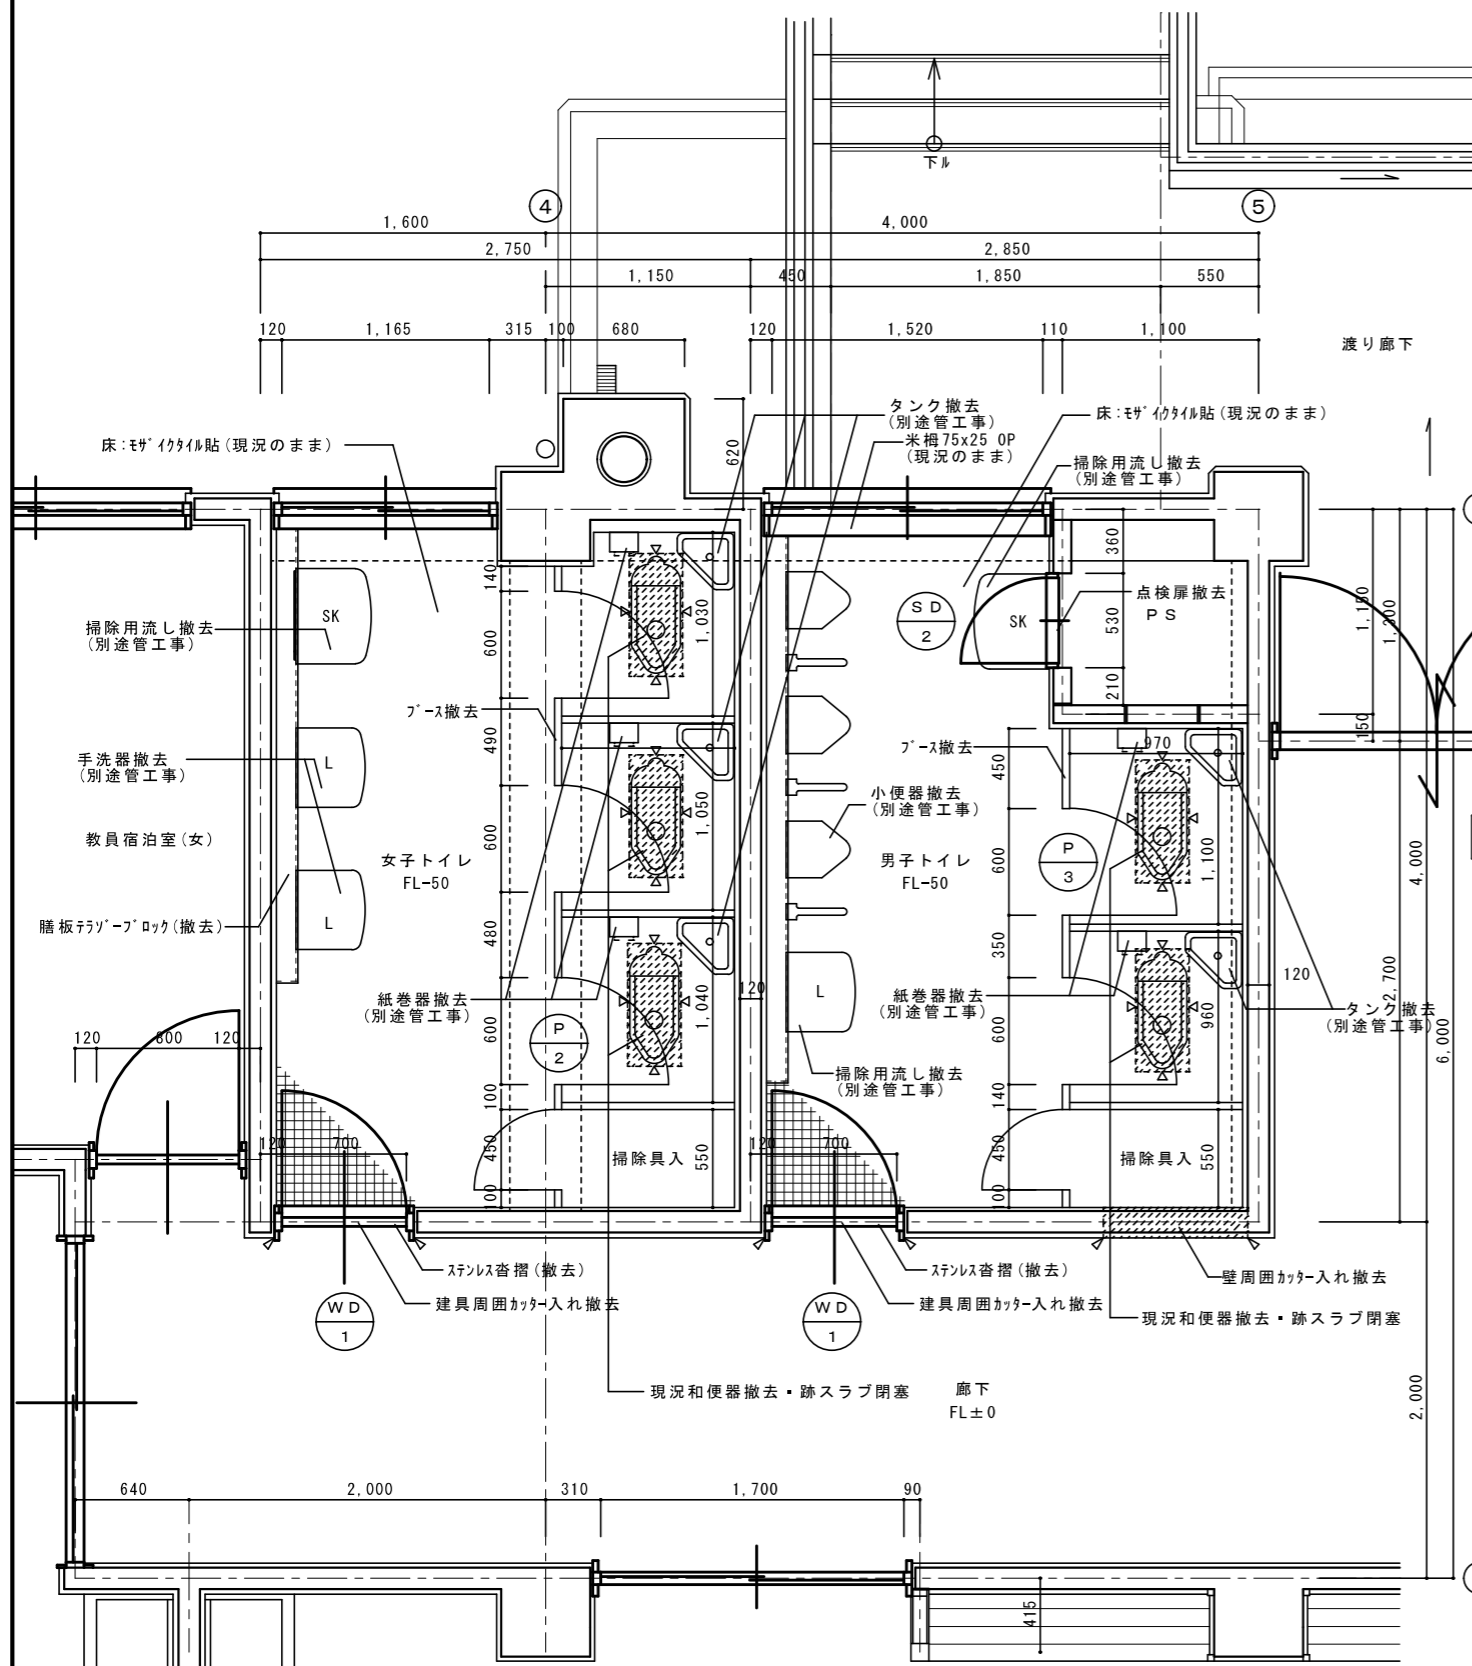 下ル
④
⑤
1,600
4,000
2,750
2,850
1,150
450
1,850
550
120
1,165
315
100
680
120
1,520
110
1,100
渡り廊下
床:ﾓｻﾞｲｸﾀｲﾙ貼(現況のまま)
620
タンク撤去
(別途管工事)
米栂75x25 OP
(現況のまま)
床:ﾓｻﾞｲｸﾀｲﾙ貼(現況のまま)
掃除用流し撤去
(別途管工事)
掃除用流し撤去
(別途管工事)
SK
140
600
490
600
480
600
100
450
100
1,030
1,050
1,040
550
ﾌﾞｰｽ撤去
手洗器撤去
(別途管工事)
L
L
教員宿泊室(女)
女子トイレ
FL-50
膳板ﾃﾗｿﾞｰﾌﾞﾛｯｸ(撤去)
紙巻器撤去
(別途管工事)
P
2
掃除具入
120
SD
2
SK
360
530
210
点検扉撤去
PS
1,150
1,300
150
ﾌﾞｰｽ撤去
小便器撤去
(別途管工事)
男子トイレ
FL-50
P
3
450
600
350
600
140
450
100
970
1,100
960
550
紙巻器撤去
(別途管工事)
L
掃除用流し撤去
(別途管工事)
掃除具入
120
タンク撤去
(別途管工事)
4,000
2,700
6,000
2,000
120
800
120
120
700
120
700
ｽﾃﾝﾚｽ沓摺(撤去)
建具周囲ｶｯﾀｰ入れ撤去
WD
1
ｽﾃﾝﾚｽ沓摺(撤去)
建具周囲ｶｯﾀｰ入れ撤去
WD
1
壁周囲ｶｯﾀｰ入れ撤去
現況和便器撤去・跡スラブ閉塞
現況和便器撤去・跡スラブ閉塞
廊下
FL±0
640
2,000
310
1,700
90
415